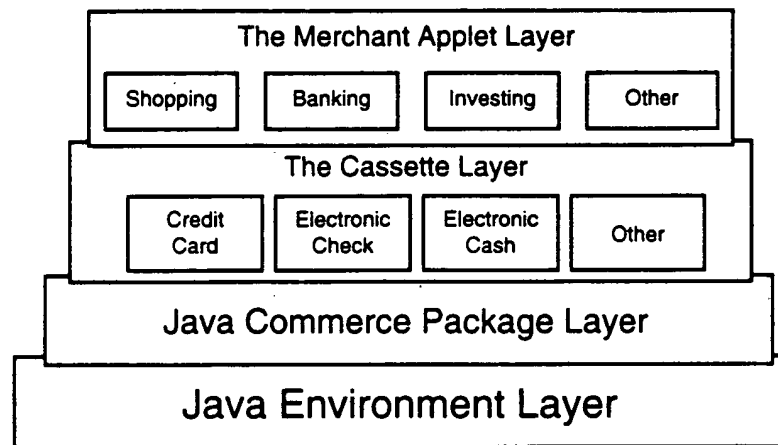 The Merchant Applet Layer
Shopping Banking Investing Other
The Cassette Layer
Credit Card
Electronic Check
Electronic Cash
Other
Java Commerce Package Layer
Java Environment Layer